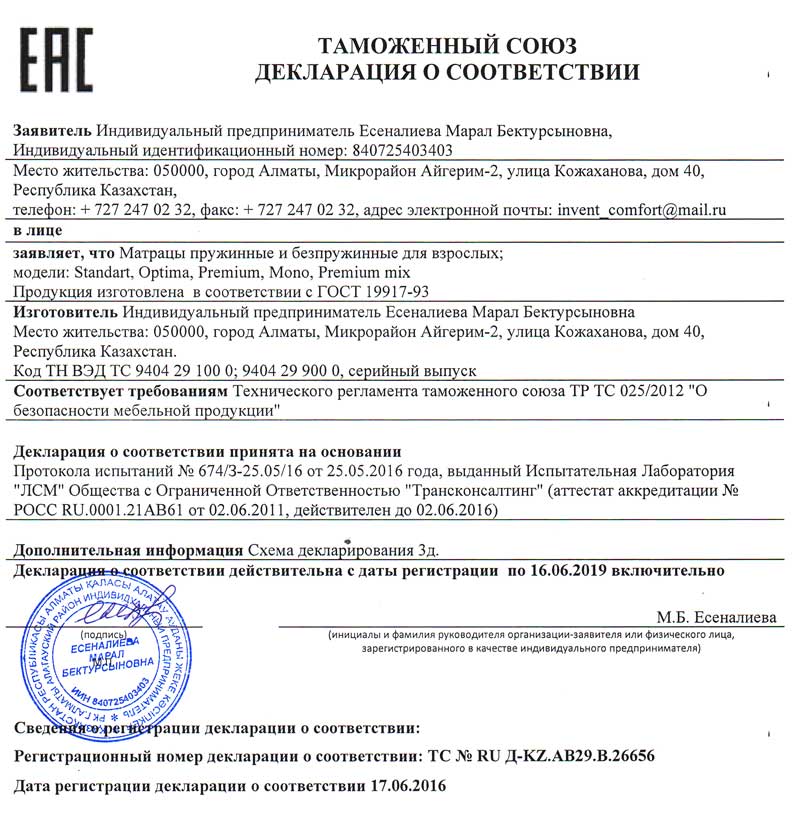 EAC
ТАМОЖЕННЫЙ СОЮЗ
ДЕКЛАРАЦИЯ О СООТВЕТСТВИИ
Заявитель Индивидуальный предприниматель Есеналиева Марал Бектурсыновна,
Индивидуальный идентификационный номер: 840725403403
Место жительства: 050000, город Алматы, Микрорайон Айгерим-2, улица Кожаханова, дом 40,
Республика Казахстан,
телефон: + 727 247 02 32, факс: + 727 247 02 32, адрес электронной почты: invent_comfort@mail.ru
в лице
заявляет, что Матрацы пружинные и безпружинные для взрослых;
модели: Standart, Optima, Premium, Mono, Premium mix
Продукция изготовлена в соответствии с ГОСТ 19917-93
Изготовитель Индивидуальный предприниматель Есеналиева Марал Бектурсыновна
Место жительства: 050000, город Алматы, Микрорайон Айгерим-2, улица Кожаханова, дом 40,
Республика Казахстан.
Код ТН ВЭД ТС 9404 29 100 0; 9404 29 900 0, серийный выпуск
Соответствует требованиям Технического регламента таможенного союза ТР ТС 025/2012 "О
безопасности мебельной продукции"
Декларация о соответствии принята на основании
Протокола испытаний № 674/З-25.05/16 от 25.05.2016 года, выданный Испытательная Лаборатория
"ЛСМ" Общества с Ограниченной Ответственностью "Трансконсалтинг" (аттестат аккредитации №
РОСС RU.0001.21АВ61 от 02.06.2011, действителен до 02.06.2016)
Дополнительная информация Схема декларирования 3д.
Декларация о соответствии действительна с даты регистрации по 16.06.2019 включительно
М.Б. Есеналиева
(подпись)
(инициалы и фамилия руководителя организации-заявителя или физического лица,
зарегистрированного в качестве индивидуального предпринимателя)
М.П.
ҚАЗАҚСТАН РЕСПУБЛИКАСЫ АЛМАТЫ ҚАЛАСЫ АЛАТАУ АУДАНЫ ЖЕКЕ КӘСІПКЕР
РК Г.АЛМАТЫ АЛАТАУСКИЙ РАЙОН ИНДИВИДУАЛЬНЫЙ ПРЕДПРИНИМАТЕЛЬ
ЕСЕНАЛИЕВА
МАРАЛ
БЕКТУРСЫНОВНА
ИИН 840725403403
Сведения о регистрации декларации о соответствии:
Регистрационный номер декларации о соответствии: ТС № RU Д-KZ.АВ29.В.26656
Дата регистрации декларации о соответствии 17.06.2016